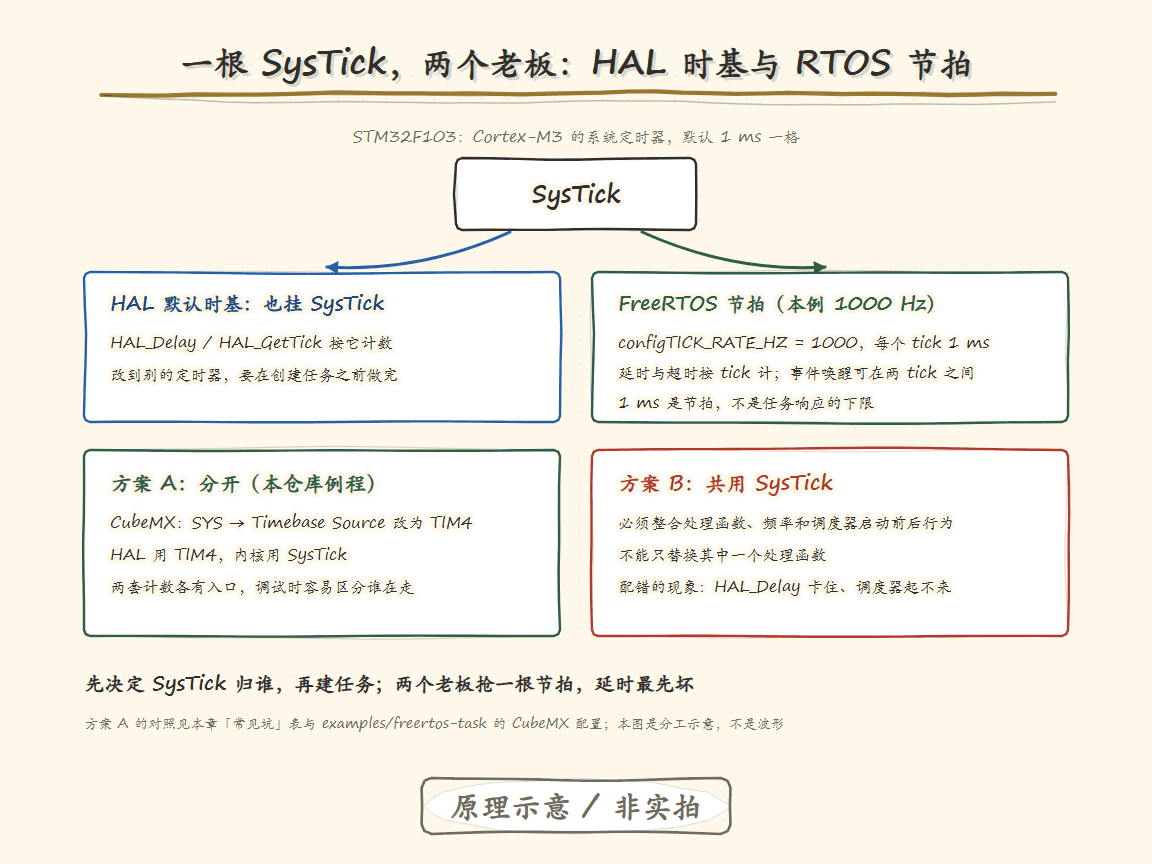 一根 SysTick，两个老板：HAL 时基与 RTOS 节拍
STM32F103：Cortex-M3 的系统定时器，默认 1 ms 一格
SysTick
HAL 默认时基：也挂 SysTick
HAL_Delay / HAL_GetTick 按它计数
改到别的定时器，要在创建任务之前做完
FreeRTOS 节拍（本例 1000 Hz）
configTICK_RATE_HZ = 1000，每个 tick 1 ms
延时与超时按 tick 计；事件唤醒可在两 tick 之间
1 ms 是节拍，不是任务响应的下限
方案 A：分开（本仓库例程）
CubeMX：SYS → Timebase Source 改为 TIM4
HAL 用 TIM4，内核用 SysTick
两套计数各有入口，调试时容易区分谁在走
方案 B：共用 SysTick
必须整合处理函数、频率和调度器启动前后行为
不能只替换其中一个处理函数
配错的现象：HAL_Delay 卡住、调度器起不来
先决定 SysTick 归谁，再建任务；两个老板抢一根节拍，延时最先坏
方案 A 的对照见本章「常见坑」表与 examples/freertos-task 的 CubeMX 配置；本图是分工示意，不是波形
原理示意 / 非实拍